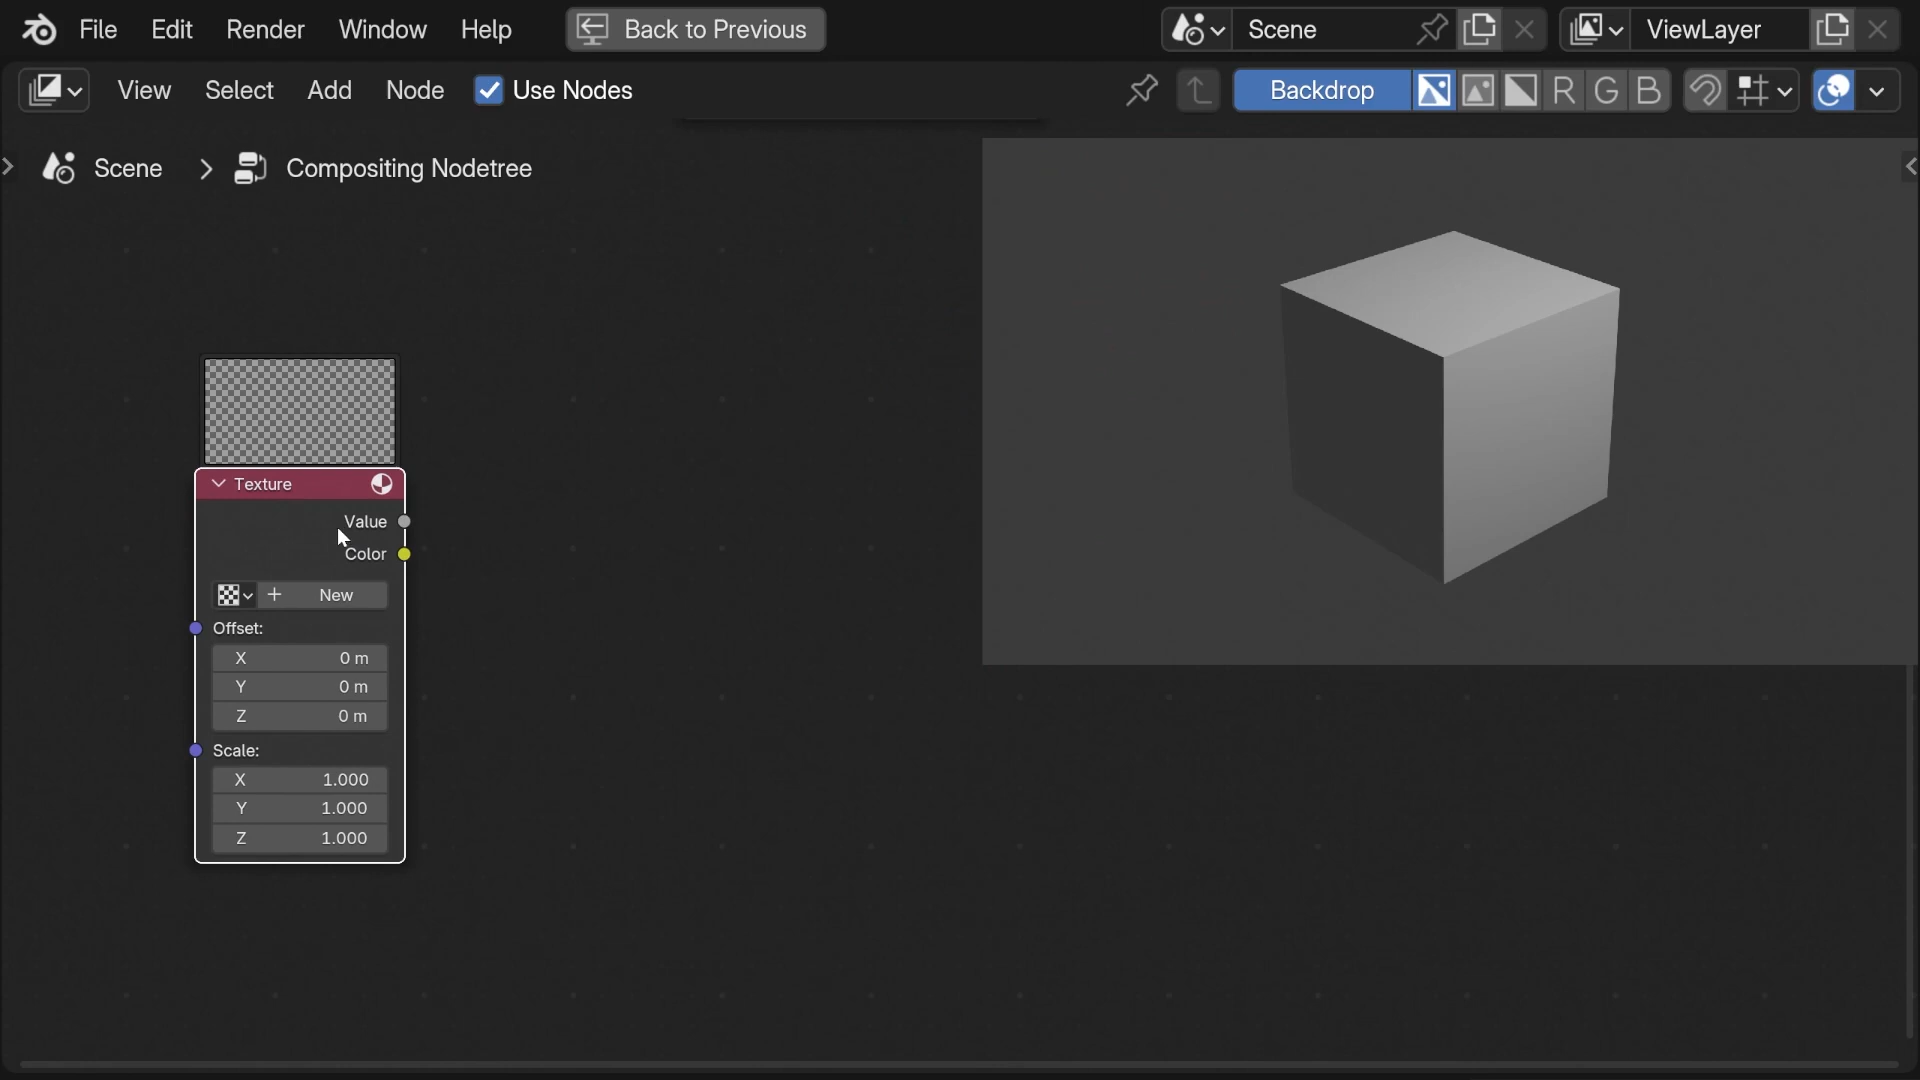 File Edit Render Window Help Back to Previous Scene ViewLayer
View Select Add Node Use Nodes Backdrop R G B
Scene > Compositing Nodetree
Texture
Value
Color
+ New
Offset:
X 0 m
Y 0 m
Z 0 m
Scale:
X 1.000
Y 1.000
Z 1.000